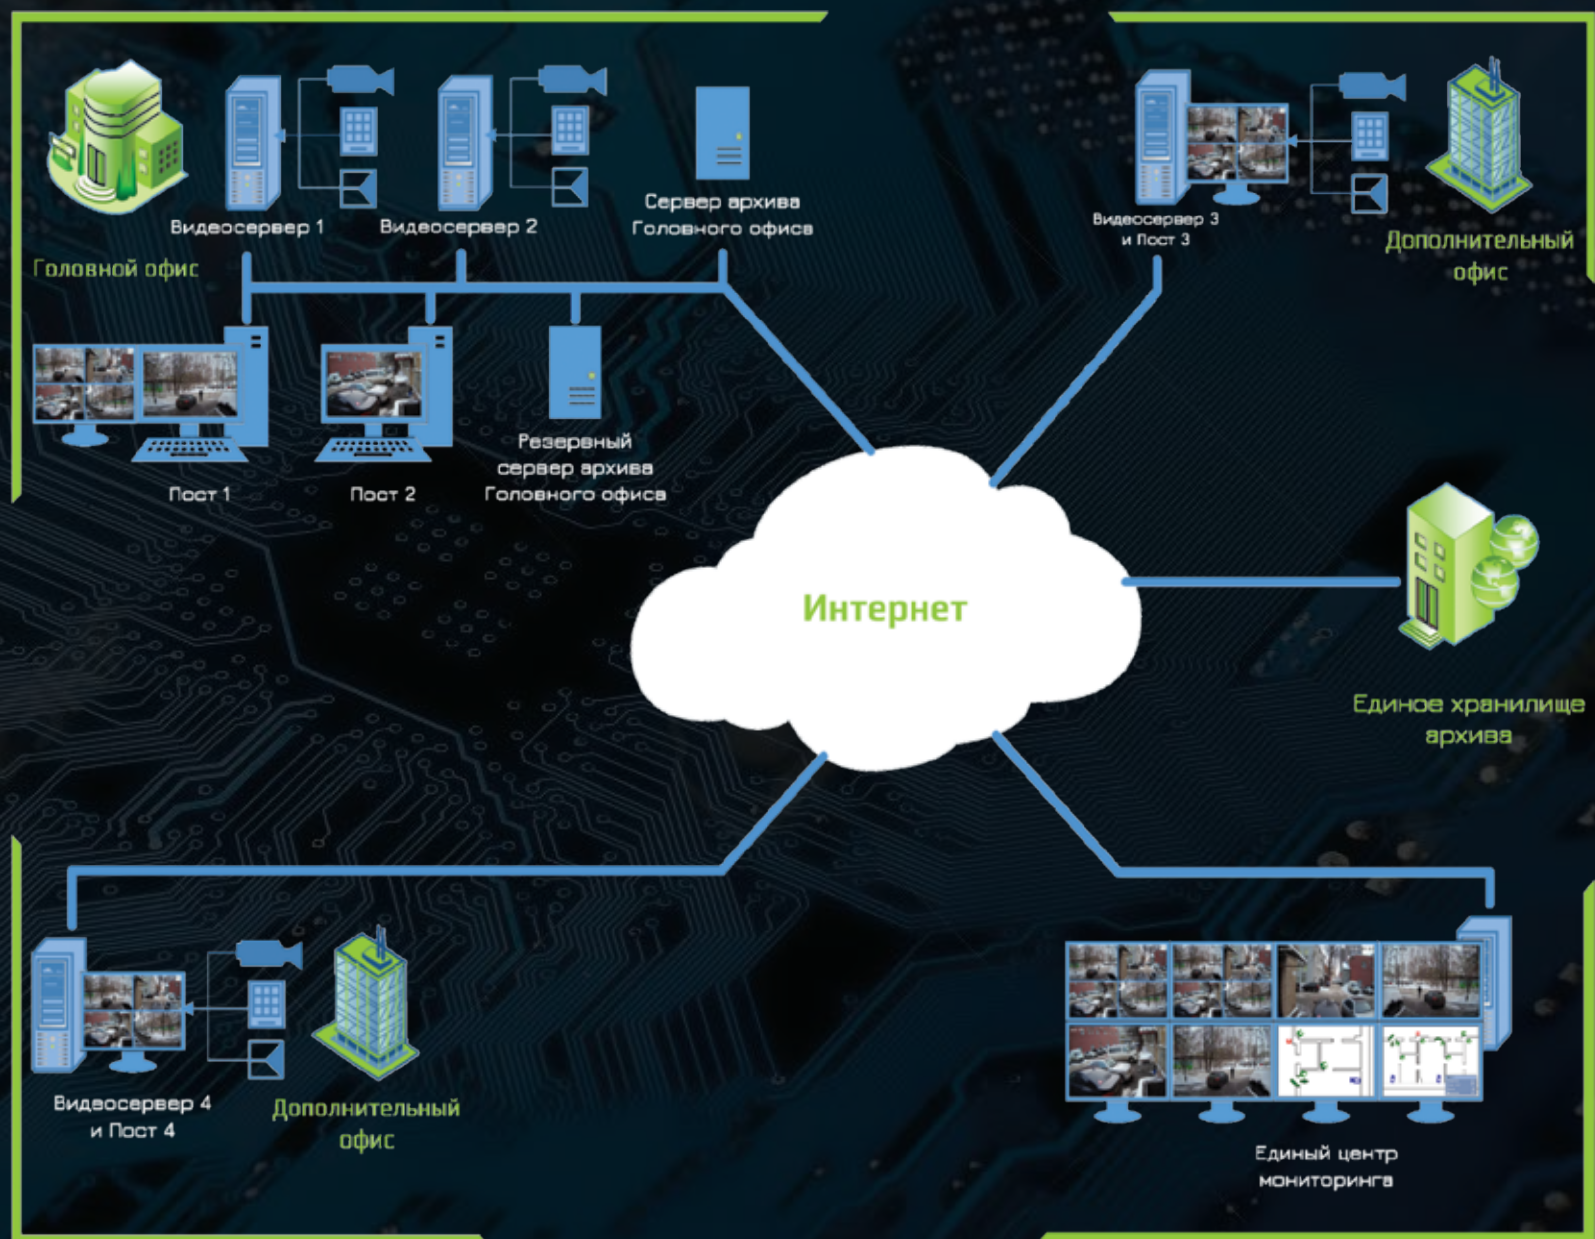 Видеосервер 1
Видеосервер 2
Сервер архива
Головного офиса
Головной офис
Пост 1
Пост 2
Резервный
сервер архива
Головного офиса
Видеосервер 3
и Пост 3
Дополнительный
офис
Интернет
Единое хранилище
архива
Видеосервер 4
и Пост 4
Дополнительный
офис
Единый центр
мониторинга